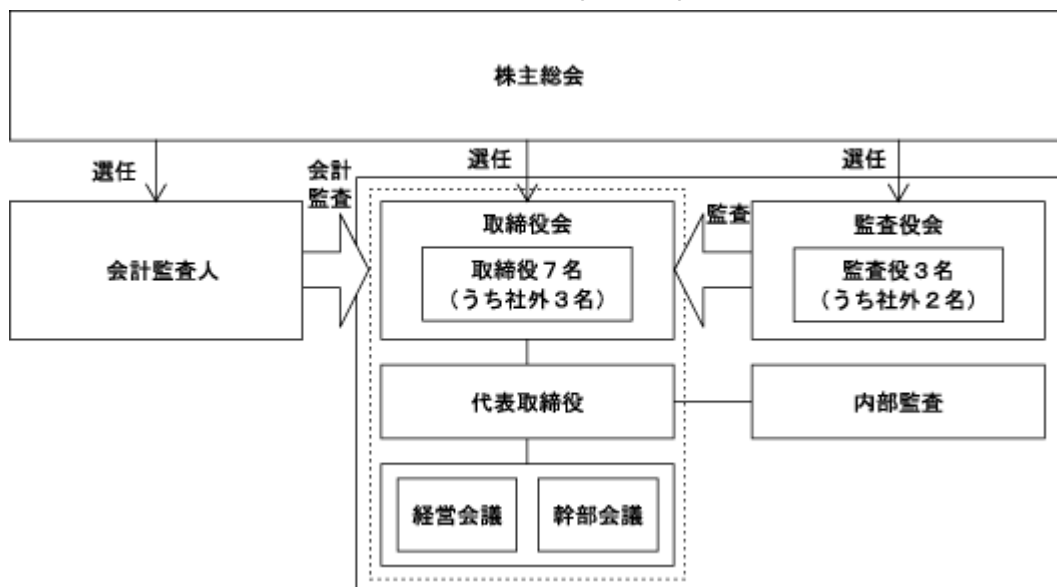 株主総会
選任
選任
選任
会計
監査
監査
会計監査人
取締役会
取締役７名
（うち社外３名）
監査役会
監査役３名
（うち社外２名）
代表取締役
内部監査
経営会議
幹部会議